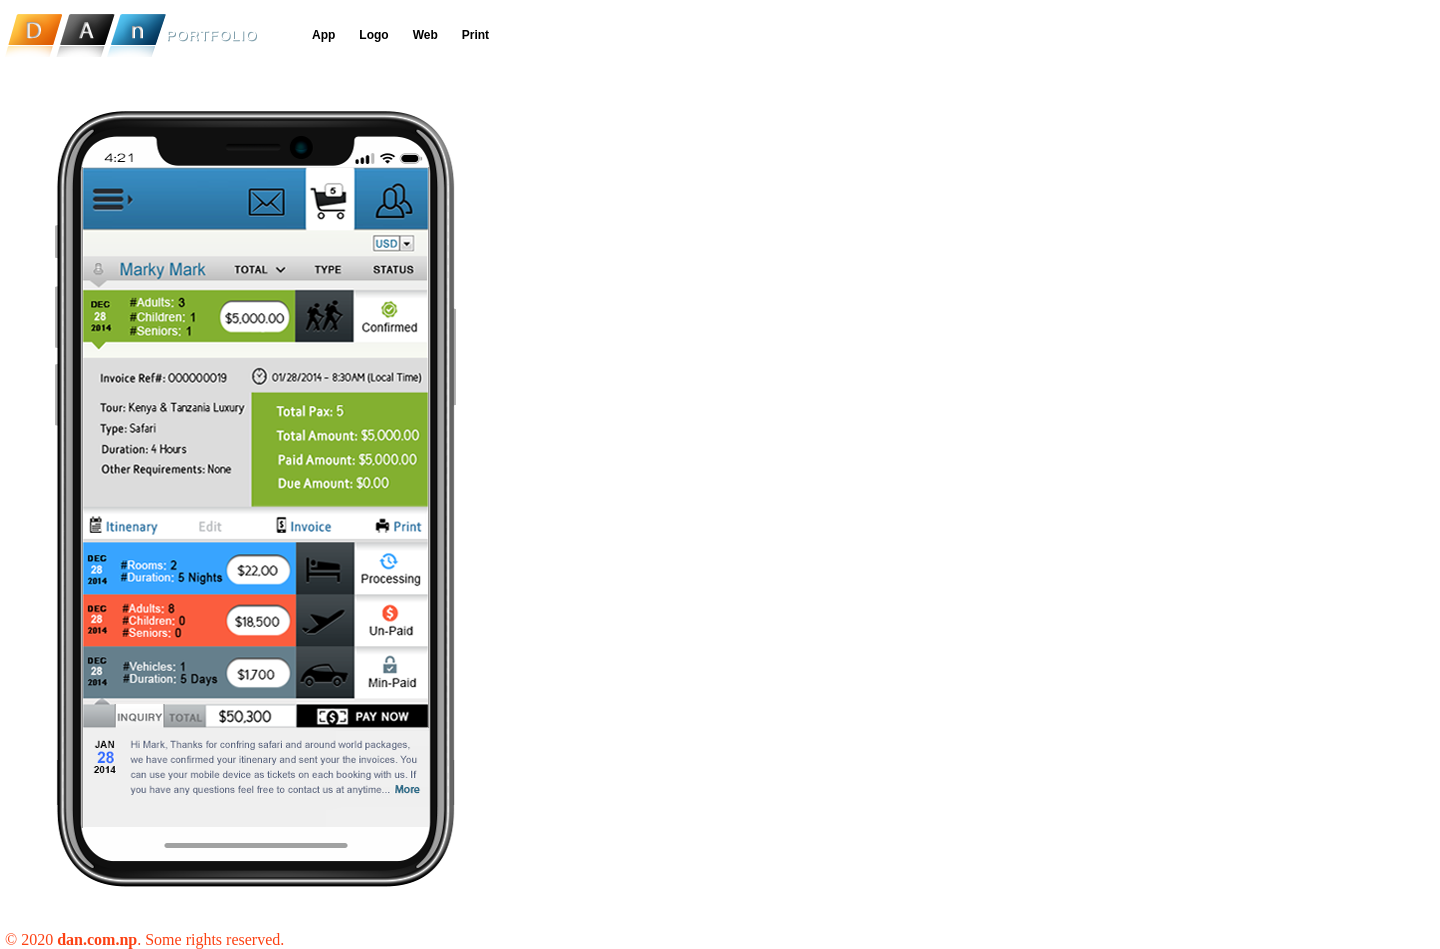 D A n PORTFOLIO App Logo Web Print
4:21
5
USD
Marky Mark TOTAL TYPE STATUS
DEC 28 2014
#Adults: 3
#Children: 1
#Seniors: 1
$5,000.00
Confirmed
Invoice Ref#: 000000019
01/28/2014 - 8:30AM (Local Time)
Tour: Kenya & Tanzania Luxury
Type: Safari
Duration: 4 Hours
Other Requirements: None
Total Pax: 5
Total Amount: $5,000.00
Paid Amount: $5,000.00
Due Amount: $0.00
Itinenary Edit Invoice Print
DEC 28 2014
#Rooms: 2
#Duration: 5 Nights
$22,00
Processing
DEC 28 2014
#Adults: 8
#Children: 0
#Seniors: 0
$18,500
Un-Paid
DEC 28 2014
#Vehicles: 1
#Duration: 5 Days
$1,700
Min-Paid
INQUIRY TOTAL $50,300 PAY NOW
JAN 28 2014
Hi Mark, Thanks for confring safari and around world packages,
we have confirmed your itinenary and sent your the invoices. You
can use your mobile device as tickets on each booking with us. If
you have any questions feel free to contact us at anytime... More
© 2020 dan.com.np. Some rights reserved.